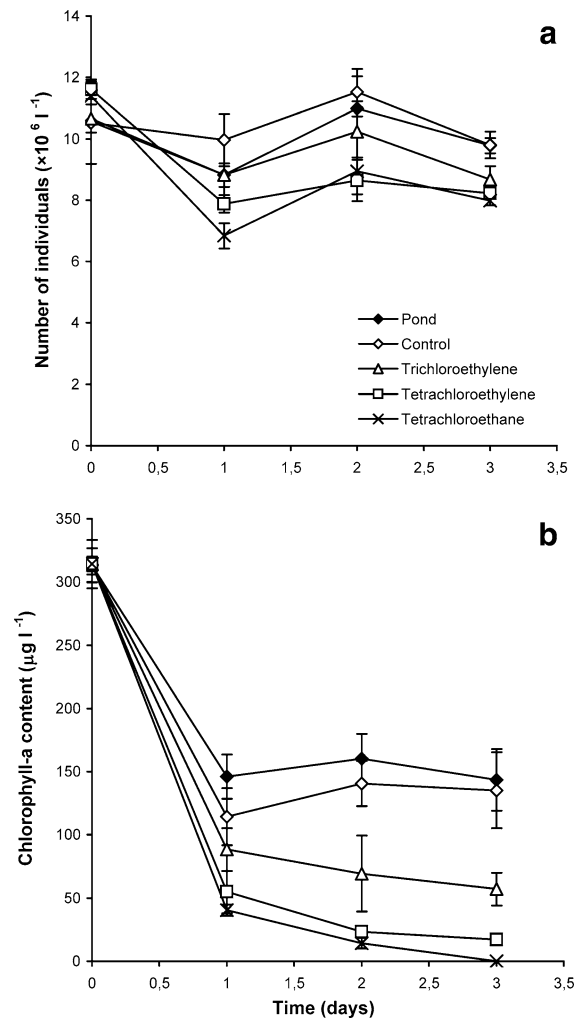 a
Number of individuals (×10 6 l -1)
14
12
10
8
6
4
2
0
0 0,5 1 1,5 2 2,5 3 3,5
Pond
Control
Trichloroethylene
Tetrachloroethylene
Tetrachloroethane
b
Chlorophyll-a content (µg l -1)
350
300
250
200
150
100
50
0
0 0,5 1 1,5 2 2,5 3 3,5
Time (days)